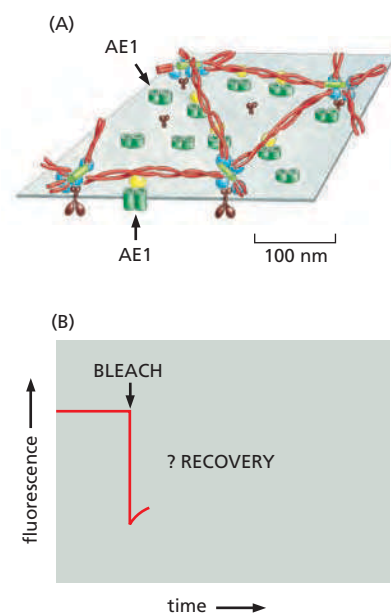 (A)
AE1
AE1
100 nm
(B)
BLEACH
? RECOVERY
fluorescence
time